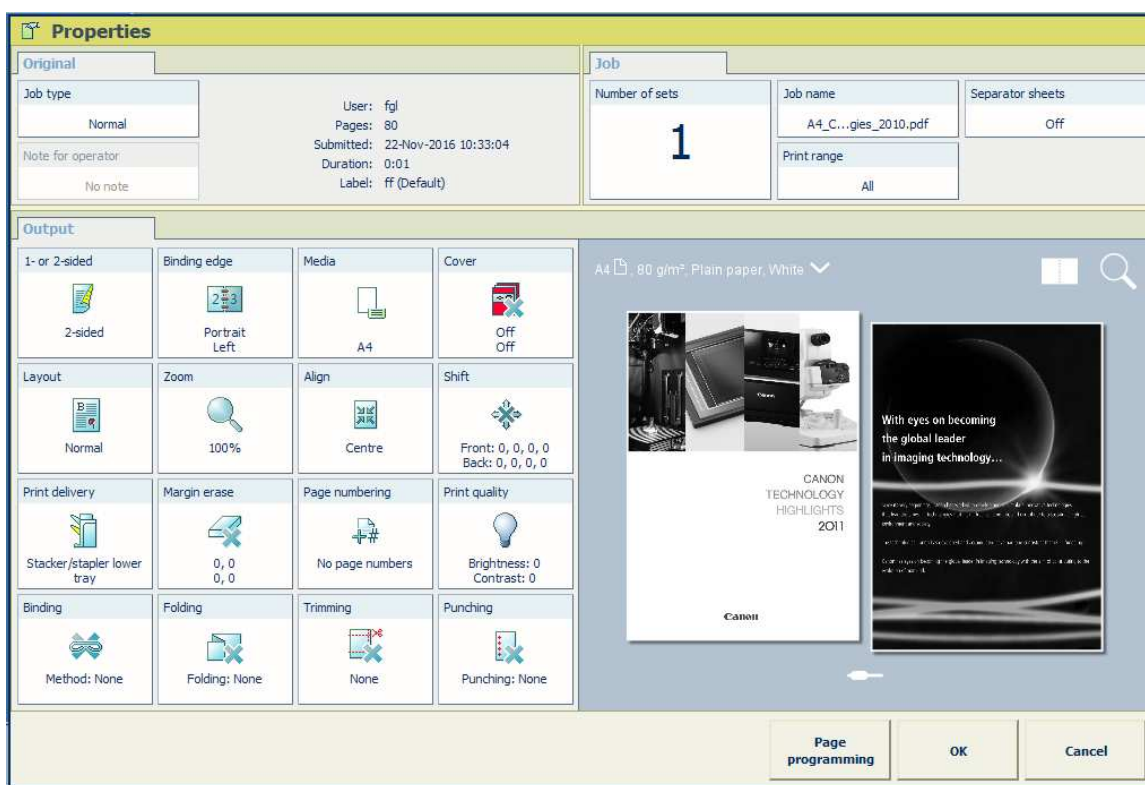 Properties
Original
Job type
Normal
Note for operator
No note
User: fgl
Pages: 80
Submitted: 22-Nov-2016 10:33:04
Duration: 0:01
Label: ff (Default)
Job
Number of sets
1
Job name
A4_C...gies_2010.pdf
Print range
All
Separator sheets
Off
Output
1- or 2-sided
2-sided
Binding edge
2 3
Portrait
Left
Media
A4
Cover
Off
Off
Layout
B
Normal
Zoom
100%
Align
Centre
Shift
Front: 0, 0, 0, 0
Back: 0, 0, 0, 0
Print delivery
Stacker/stapler lower
tray
Margin erase
0, 0
0, 0
Page numbering
#
No page numbers
Print quality
Brightness: 0
Contrast: 0
Binding
Method: None
Folding
Folding: None
Trimming
None
Punching
Punching: None
A4 , 80 g/m², Plain paper, White
CANON
TECHNOLOGY
HIGHLIGHTS
2011
Canon
With eyes on becoming
the global leader
in imaging technology...
Page
programming
OK
Cancel